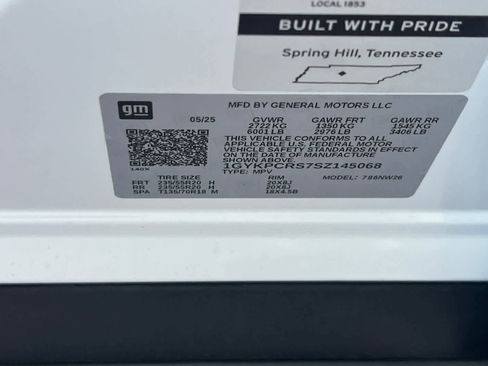 LOCAL 1853
BUILT WITH PRIDE
Spring Hill, Tennessee
gm
MFD BY GENERAL MOTORS LLC
05/25 GVWR GAWR FRT GAWR RR
2722 KG 1350 KG 1545 KG
6001 LB 2976 LB 3406 LB
THIS VEHICLE CONFORMS TO ALL
APPLICABLE U.S. FEDERAL MOTOR
VEHICLE SAFETY STANDARDS IN EFFECT
ON THE DATE OF MANUFACTURE
SHOWN ABOVE.
1GYKPCRS7SZ145068
140X TYPE: MPV MODEL: 786NW26
TIRE SIZE RIM
FRT 235/55R20 H 20X8J
RR 235/55R20 H 20X8J
SPA T135/70R18 M 18X4.5B